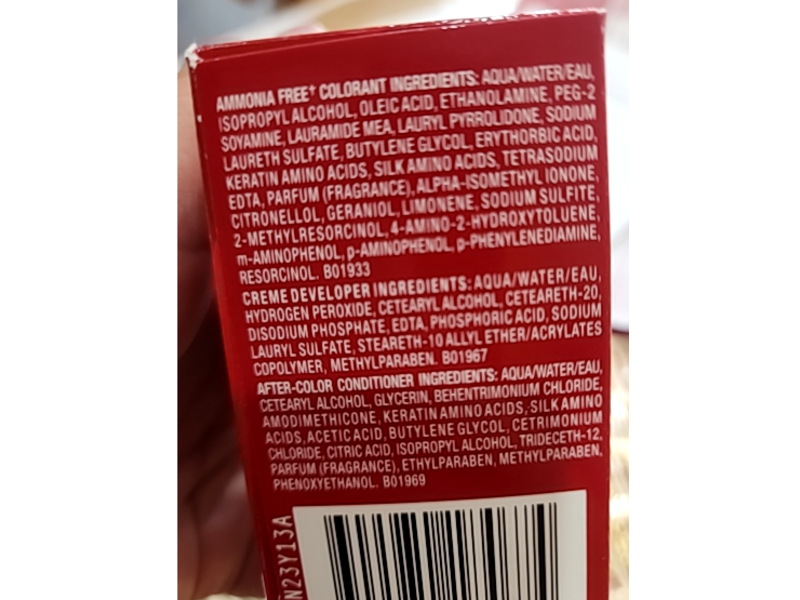 AMMONIA FREE† COLORANT INGREDIENTS: AQUA/WATER/EAU,
ISOPROPYL ALCOHOL, OLEIC ACID, ETHANOLAMINE, PEG-2
SOYAMINE, LAURAMIDE MEA, LAURYL PYRROLIDONE, SODIUM
LAURETH SULFATE, BUTYLENE GLYCOL, ERYTHORBIC ACID,
KERATIN AMINO ACIDS, SILK AMINO ACIDS, TETRASODIUM
EDTA, PARFUM (FRAGRANCE), ALPHA-ISOMETHYL IONONE,
CITRONELLOL, GERANIOL, LIMONENE, SODIUM SULFITE,
2-METHYLRESORCINOL, 4-AMINO-2-HYDROXYTOLUENE,
m-AMINOPHENOL, p-AMINOPHENOL, p-PHENYLENEDIAMINE,
RESORCINOL. B01933
CREME DEVELOPER INGREDIENTS: AQUA/WATER/EAU,
HYDROGEN PEROXIDE, CETEARYL ALCOHOL, CETEARETH-20,
DISODIUM PHOSPHATE, EDTA, PHOSPHORIC ACID, SODIUM
LAURYL SULFATE, STEARETH-10 ALLYL ETHER/ACRYLATES
COPOLYMER, METHYLPARABEN. B01967
AFTER-COLOR CONDITIONER INGREDIENTS: AQUA/WATER/EAU,
CETEARYL ALCOHOL, GLYCERIN, BEHENTRIMONIUM CHLORIDE,
AMODIMETHICONE, KERATIN AMINO ACIDS, SILK AMINO
ACIDS, ACETIC ACID, BUTYLENE GLYCOL, CETRIMONIUM
CHLORIDE, CITRIC ACID, ISOPROPYL ALCOHOL, TRIDECETH-12,
PARFUM (FRAGRANCE), ETHYLPARABEN, METHYLPARABEN,
PHENOXYETHANOL. B01969
N23Y13A